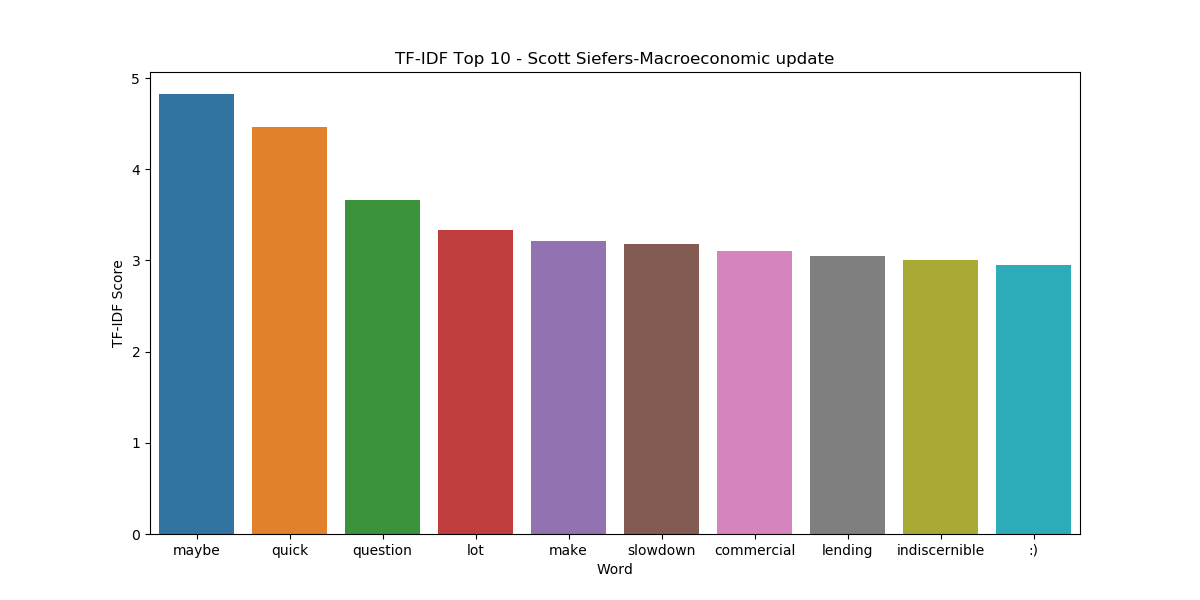 TF-IDF Top 10 - Scott Siefers-Macroeconomic update
5
4
3
2
1
0
TF-IDF Score
maybe quick question lot make slowdown commercial lending indiscernible :)
Word